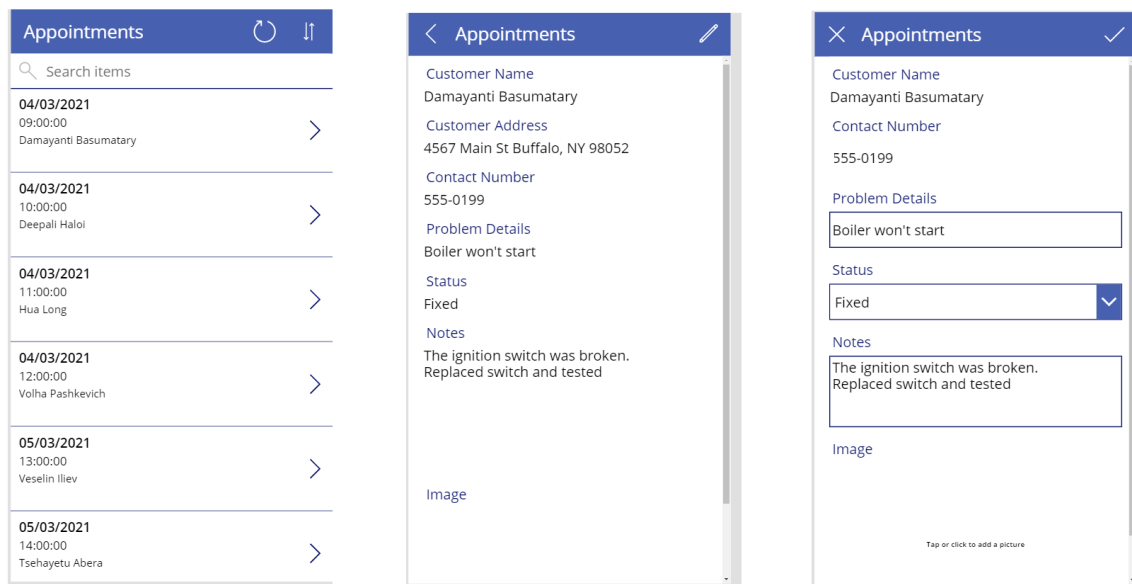 Appointments
Search items
04/03/2021
09:00:00
Damayanti Basumatary
04/03/2021
10:00:00
Deepali Haloi
04/03/2021
11:00:00
Hua Long
04/03/2021
12:00:00
Volha Pashkevich
05/03/2021
13:00:00
Veselin Iliev
05/03/2021
14:00:00
Tsehayetu Abera
Appointments
Customer Name
Damayanti Basumatary
Customer Address
4567 Main St Buffalo, NY 98052
Contact Number
555-0199
Problem Details
Boiler won't start
Status
Fixed
Notes
The ignition switch was broken.
Replaced switch and tested
Image
Appointments
Customer Name
Damayanti Basumatary
Contact Number
555-0199
Problem Details
Boiler won't start
Status
Fixed
Notes
The ignition switch was broken.
Replaced switch and tested
Image
Tap or click to add a picture